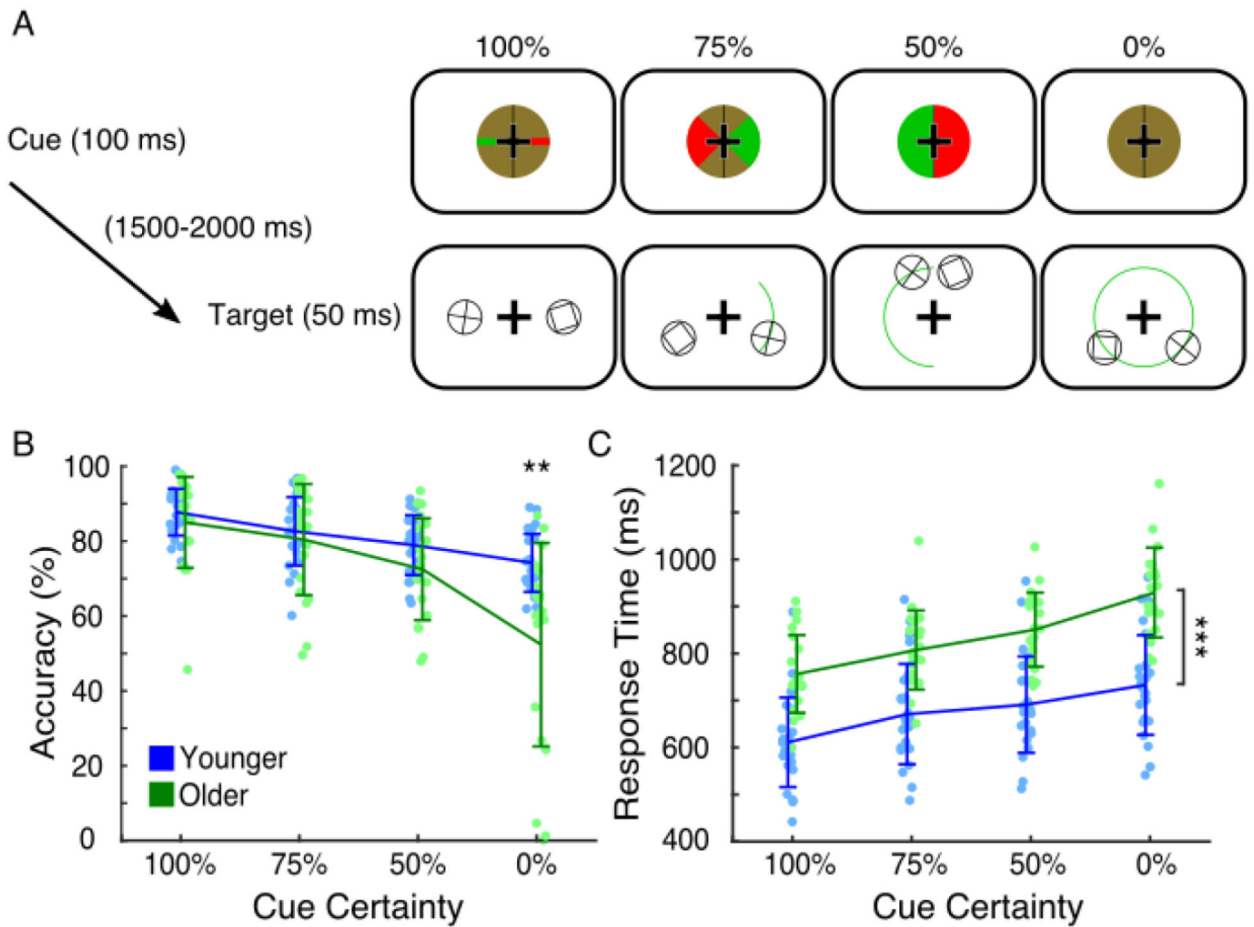 A
100% 75% 50% 0%
Cue (100 ms)
(1500-2000 ms)
Target (50 ms)
B
Accuracy (%)
100
80
60
40
20
0
**
Younger
Older
100% 75% 50% 0%
Cue Certainty
C
Response Time (ms)
1200
1000
800
600
400
***
100% 75% 50% 0%
Cue Certainty